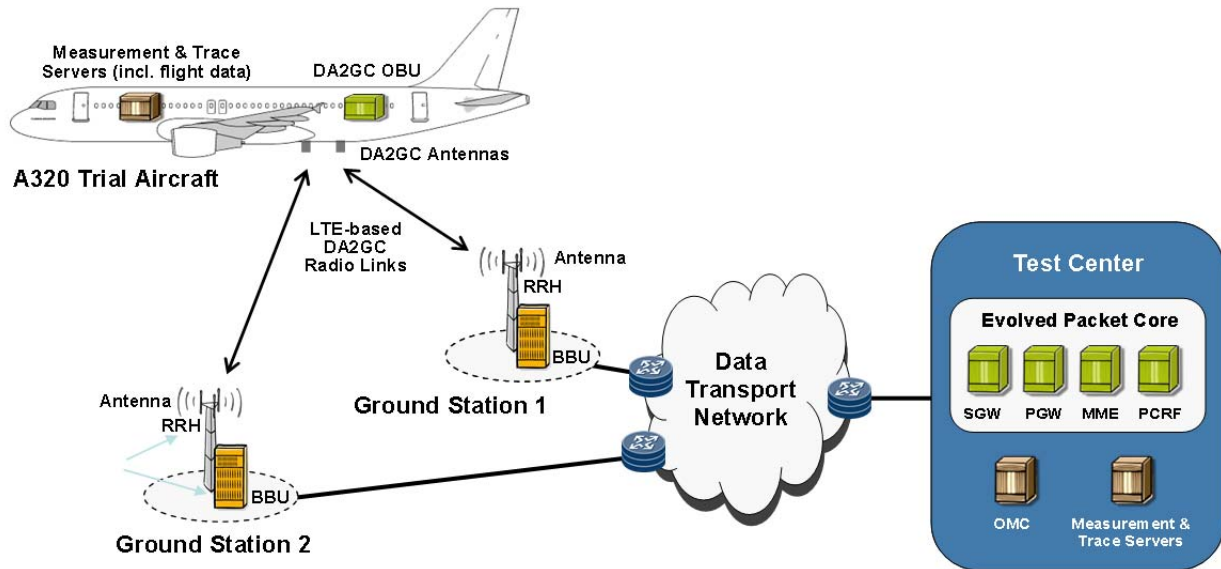 Measurement & Trace
Servers (incl. flight data)
DA2GC OBU
DA2GC Antennas
A320 Trial Aircraft
LTE-based
DA2GC
Radio Links
Antenna
RRH
BBU
Ground Station 1
Antenna
RRH
BBU
Ground Station 2
Data
Transport
Network
Test Center
Evolved Packet Core
SGW PGW MME PCRF
OMC
Measurement &
Trace Servers